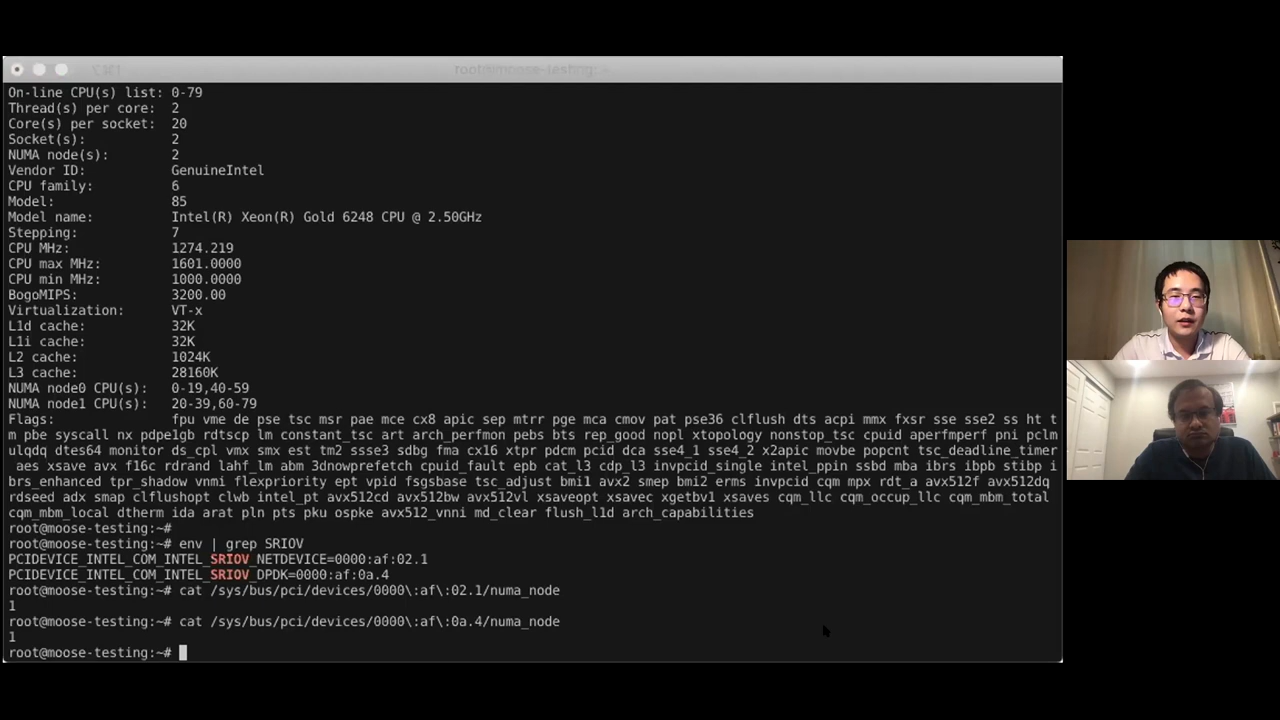 root@moose-testing: ~
On-line CPU(s) list: 0-79
Thread(s) per core:  2
Core(s) per socket:  20
Socket(s):           2
NUMA node(s):        2
Vendor ID:           GenuineIntel
CPU family:          6
Model:               85
Model name:          Intel(R) Xeon(R) Gold 6248 CPU @ 2.50GHz
Stepping:            7
CPU MHz:             1274.219
CPU max MHz:         1601.0000
CPU min MHz:         1000.0000
BogoMIPS:            3200.00
Virtualization:      VT-x
L1d cache:           32K
L1i cache:           32K
L2 cache:            1024K
L3 cache:            28160K
NUMA node0 CPU(s):   0-19,40-59
NUMA node1 CPU(s):   20-39,60-79
Flags:               fpu vme de pse tsc msr pae mce cx8 apic sep mtrr pge mca cmov pat pse36 clflush dts acpi mmx fxsr sse sse2 ss ht t
m pbe syscall nx pdpe1gb rdtscp lm constant_tsc art arch_perfmon pebs bts rep_good nopl xtopology nonstop_tsc cpuid aperfmperf pni pclm
ulqdq dtes64 monitor ds_cpl vmx smx est tm2 ssse3 sdbg fma cx16 xtpr pdcm pcid dca sse4_1 sse4_2 x2apic movbe popcnt tsc_deadline_timer
aes xsave avx f16c rdrand lahf_lm abm 3dnowprefetch cpuid_fault epb cat_l3 cdp_l3 invpcid_single intel_ppin ssbd mba ibrs ibpb stibp i
brs_enhanced tpr_shadow vnmi flexpriority ept vpid fsgsbase tsc_adjust bmi1 avx2 smep bmi2 erms invpcid cqm mpx rdt_a avx512f avx512dq
rdseed adx smap clflushopt clwb intel_pt avx512cd avx512bw avx512vl xsaveopt xsavec xgetbv1 xsaves cqm_llc cqm_occup_llc cqm_mbm_total
cqm_mbm_local dtherm ida arat pln pts pku ospke avx512_vnni md_clear flush_l1d arch_capabilities
root@moose-testing:~#
root@moose-testing:~# env | grep SRIOV
PCIDEVICE_INTEL_COM_INTEL_SRIOV_NETDEVICE=0000:af:02.1
PCIDEVICE_INTEL_COM_INTEL_SRIOV_DPDK=0000:af:0a.4
root@moose-testing:~# cat /sys/bus/pci/devices/0000\:af\:02.1/numa_node
1
root@moose-testing:~# cat /sys/bus/pci/devices/0000\:af\:0a.4/numa_node
1
root@moose-testing:~#